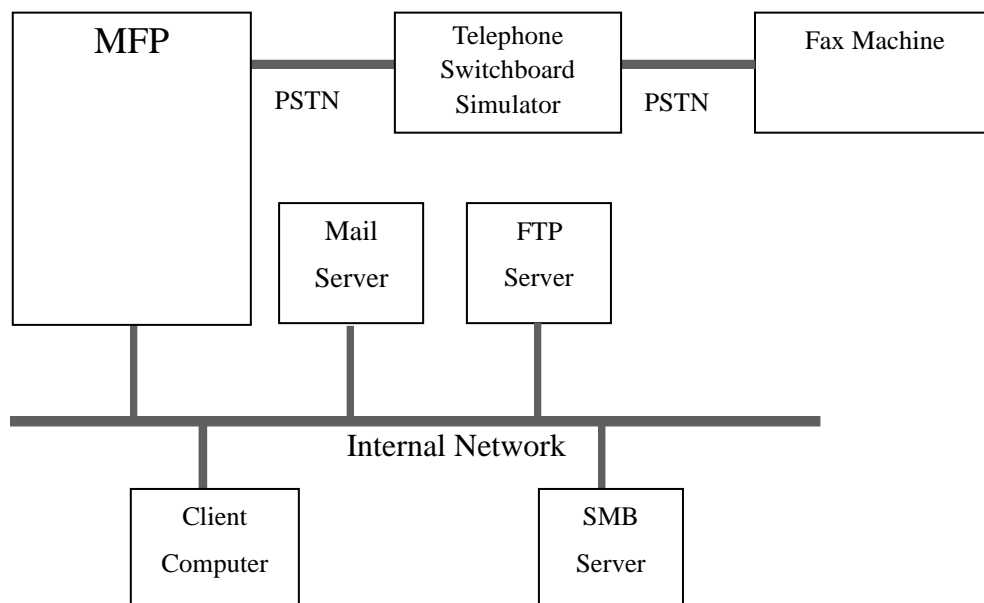 MFP
PSTN
Telephone
Switchboard
Simulator
PSTN
Fax Machine
Mail
Server
FTP
Server
Internal Network
Client
Computer
SMB
Server